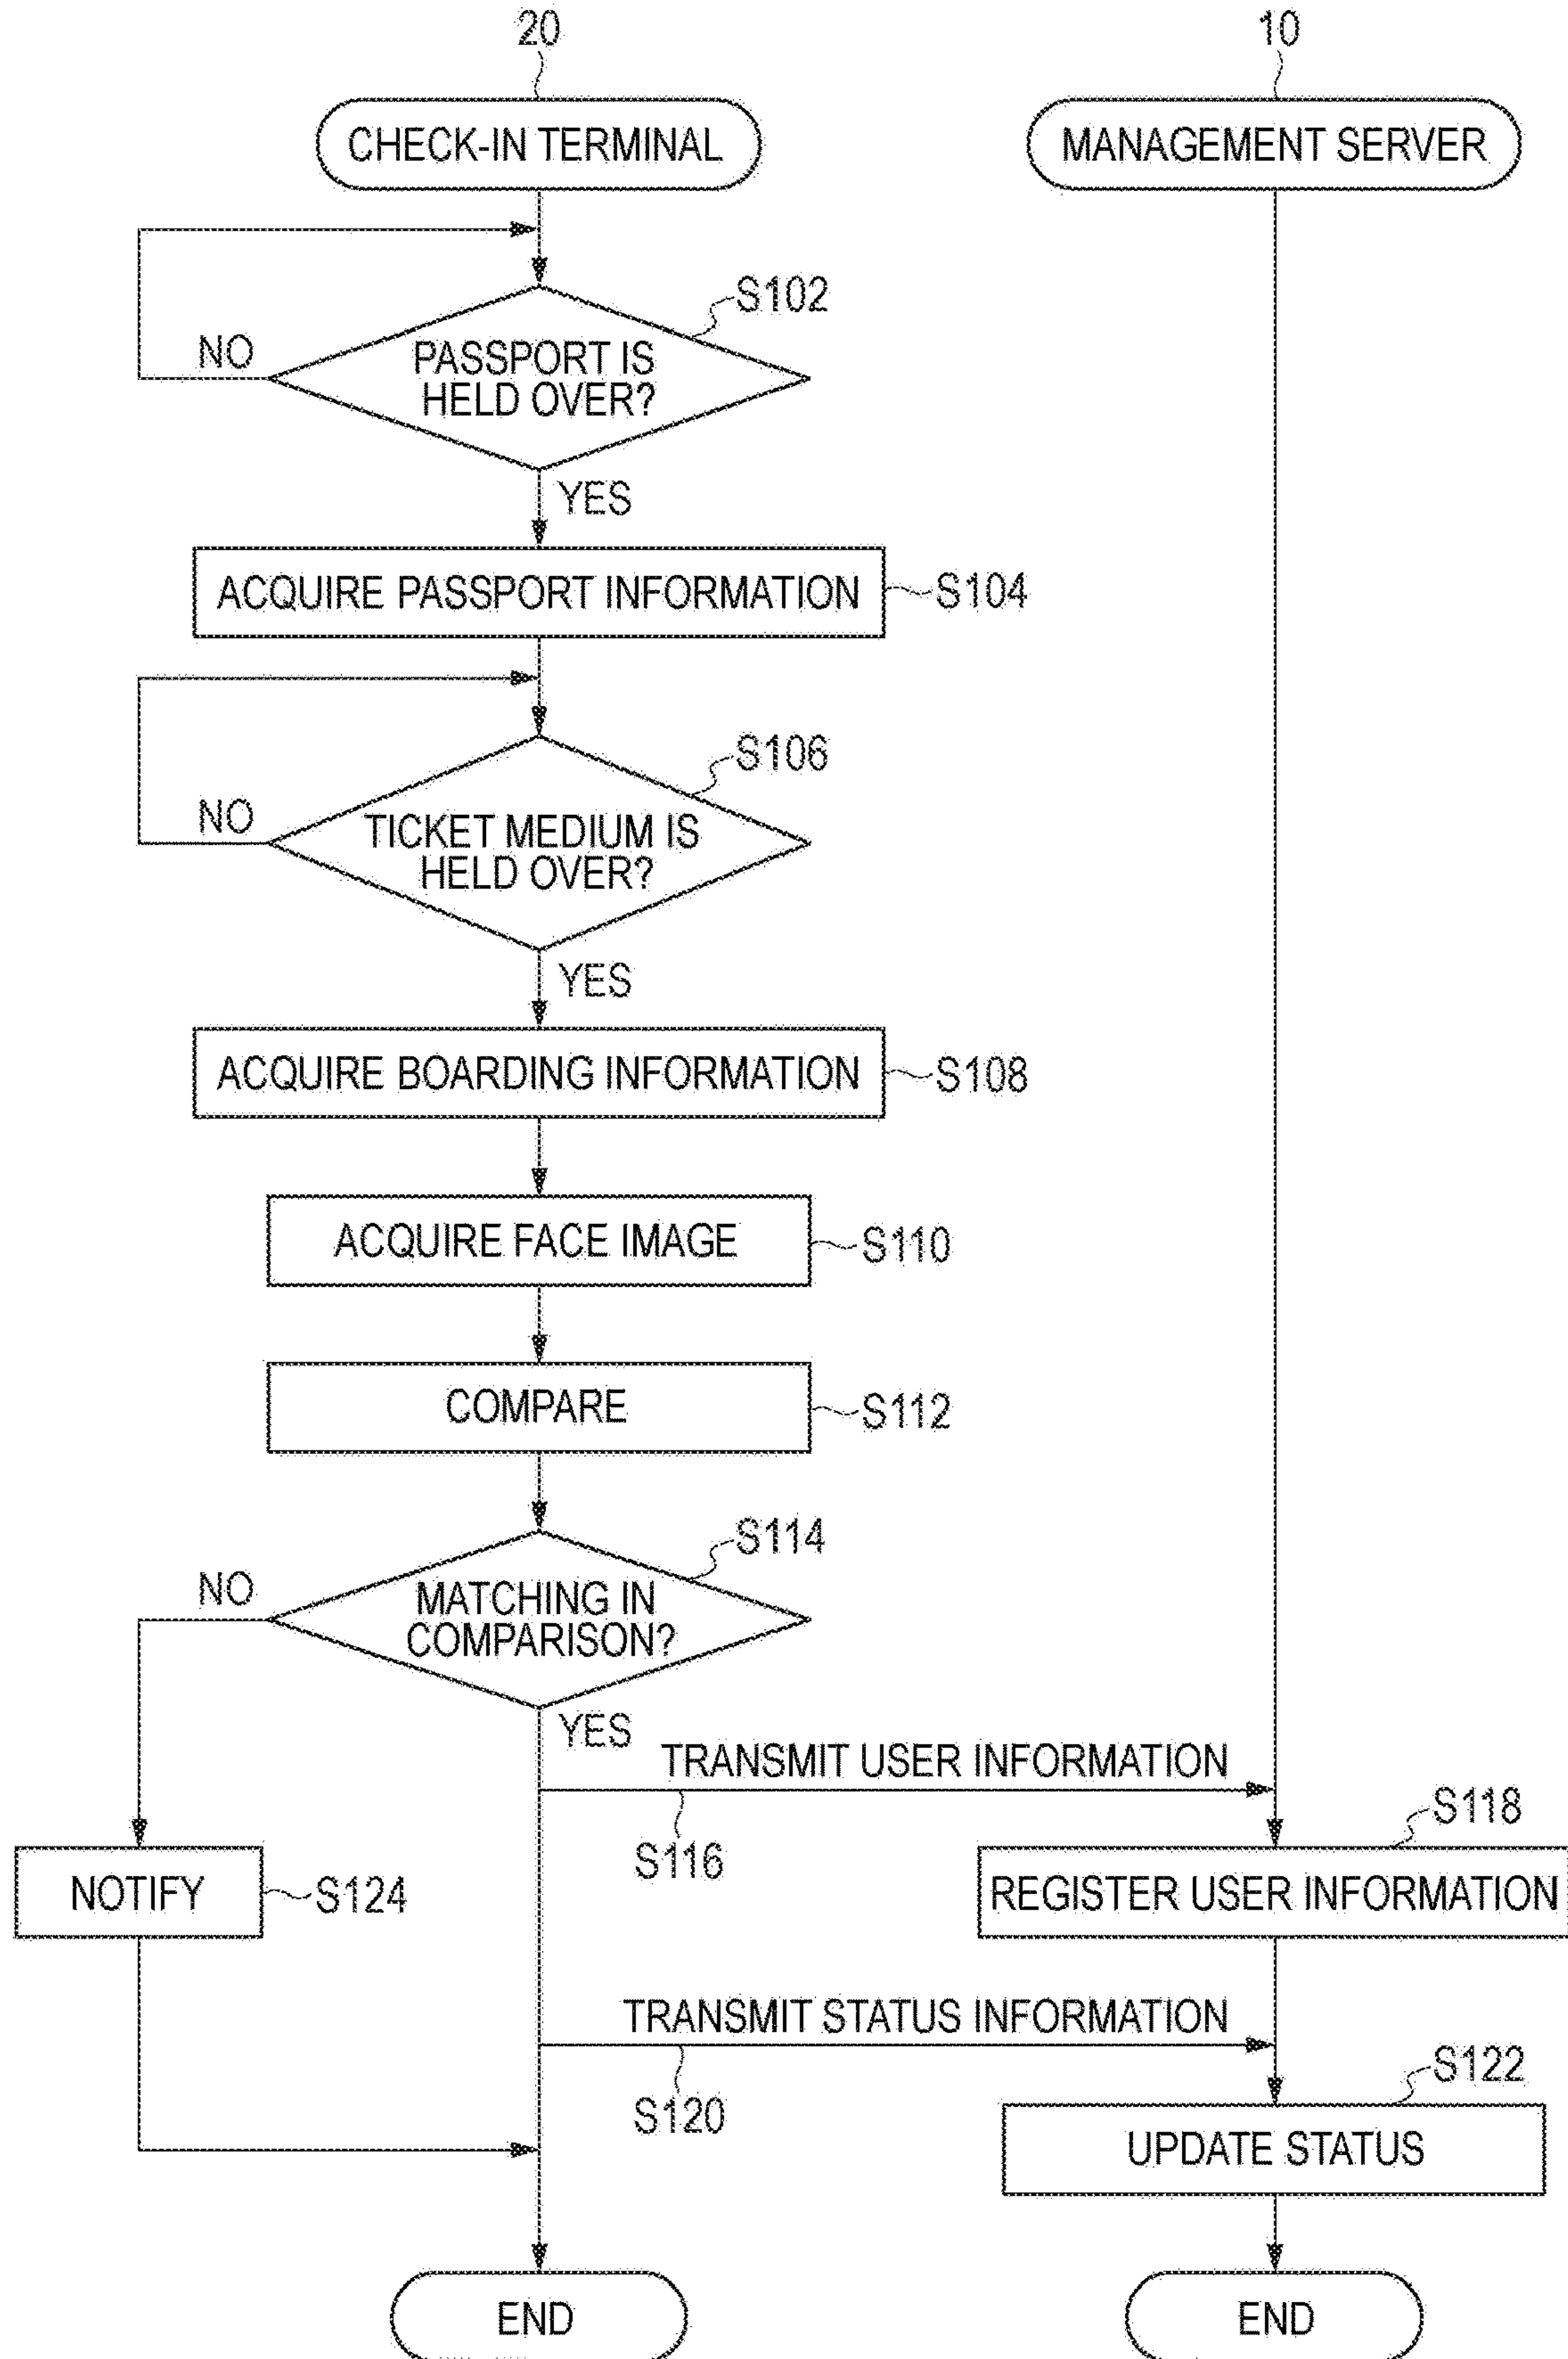 20
10
CHECK-IN TERMINAL
MANAGEMENT SERVER
S102
NO
PASSPORT IS
HELD OVER?
YES
ACQUIRE PASSPORT INFORMATION
S104
S106
NO
TICKET MEDIUM IS
HELD OVER?
YES
ACQUIRE BOARDING INFORMATION
S108
ACQUIRE FACE IMAGE
S110
COMPARE
S112
S114
NO
MATCHING IN
COMPARISON?
YES
TRANSMIT USER INFORMATION
S116
S118
NOTIFY
S124
REGISTER USER INFORMATION
TRANSMIT STATUS INFORMATION
S120
S122
UPDATE STATUS
END
END